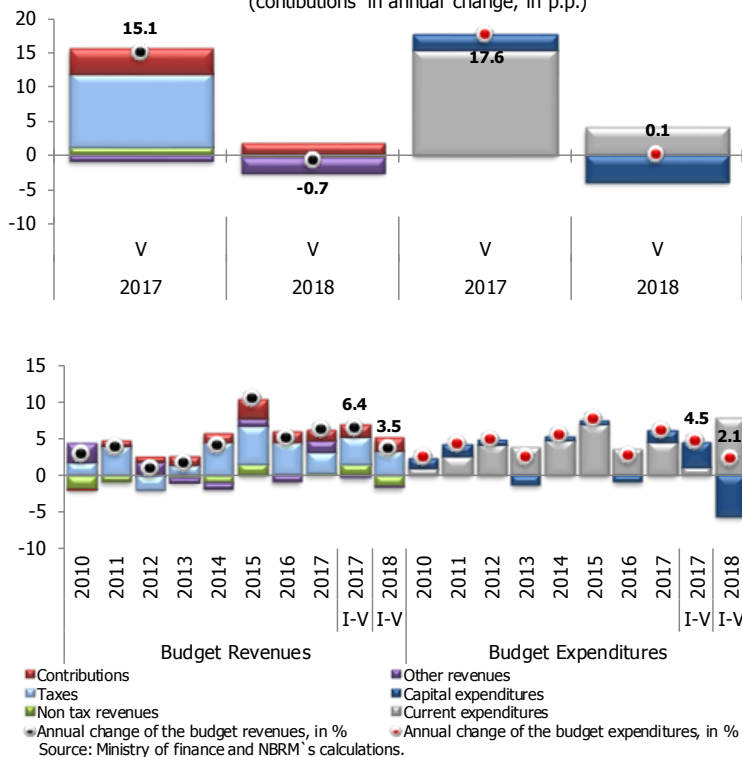 (contibutions in annual change, in p.p.)
20
15
10
5
0
-5
-10
15.1
-0.7
17.6
0.1
V V V V
2017 2018 2017 2018
15
10
5
0
-5
-10
6.4
3.5
4.5
2.1
2010 2011 2012 2013 2014 2015 2016 2017 2017 2018 2010 2011 2012 2013 2014 2015 2016 2017 2017 2018
I-V I-V I-V I-V
Budget Revenues Budget Expenditures
Contributions Other revenues
Taxes Capital expenditures
Non tax revenues Current expenditures
Annual change of the budget revenues, in % Annual change of the budget expenditures, in %
Source: Ministry of finance and NBRM`s calculations.